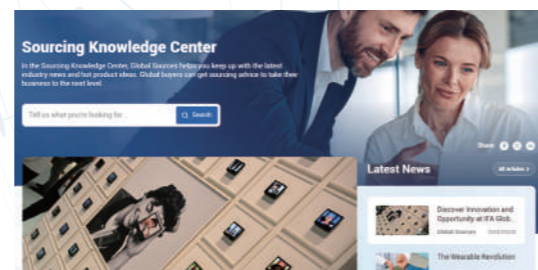 Sourcing Knowledge Center
In the Sourcing Knowledge Center, Global Sources helps you keep up with the latest
industry news and hot product ideas. Global buyers can get sourcing advice to take their
business to the next level.
Tell us what you're looking for
Search
Share
Latest News
All Articles >
Discover Innovation and
Opportunity at IFA Glob..
Global Sources
The Wearable Revolution